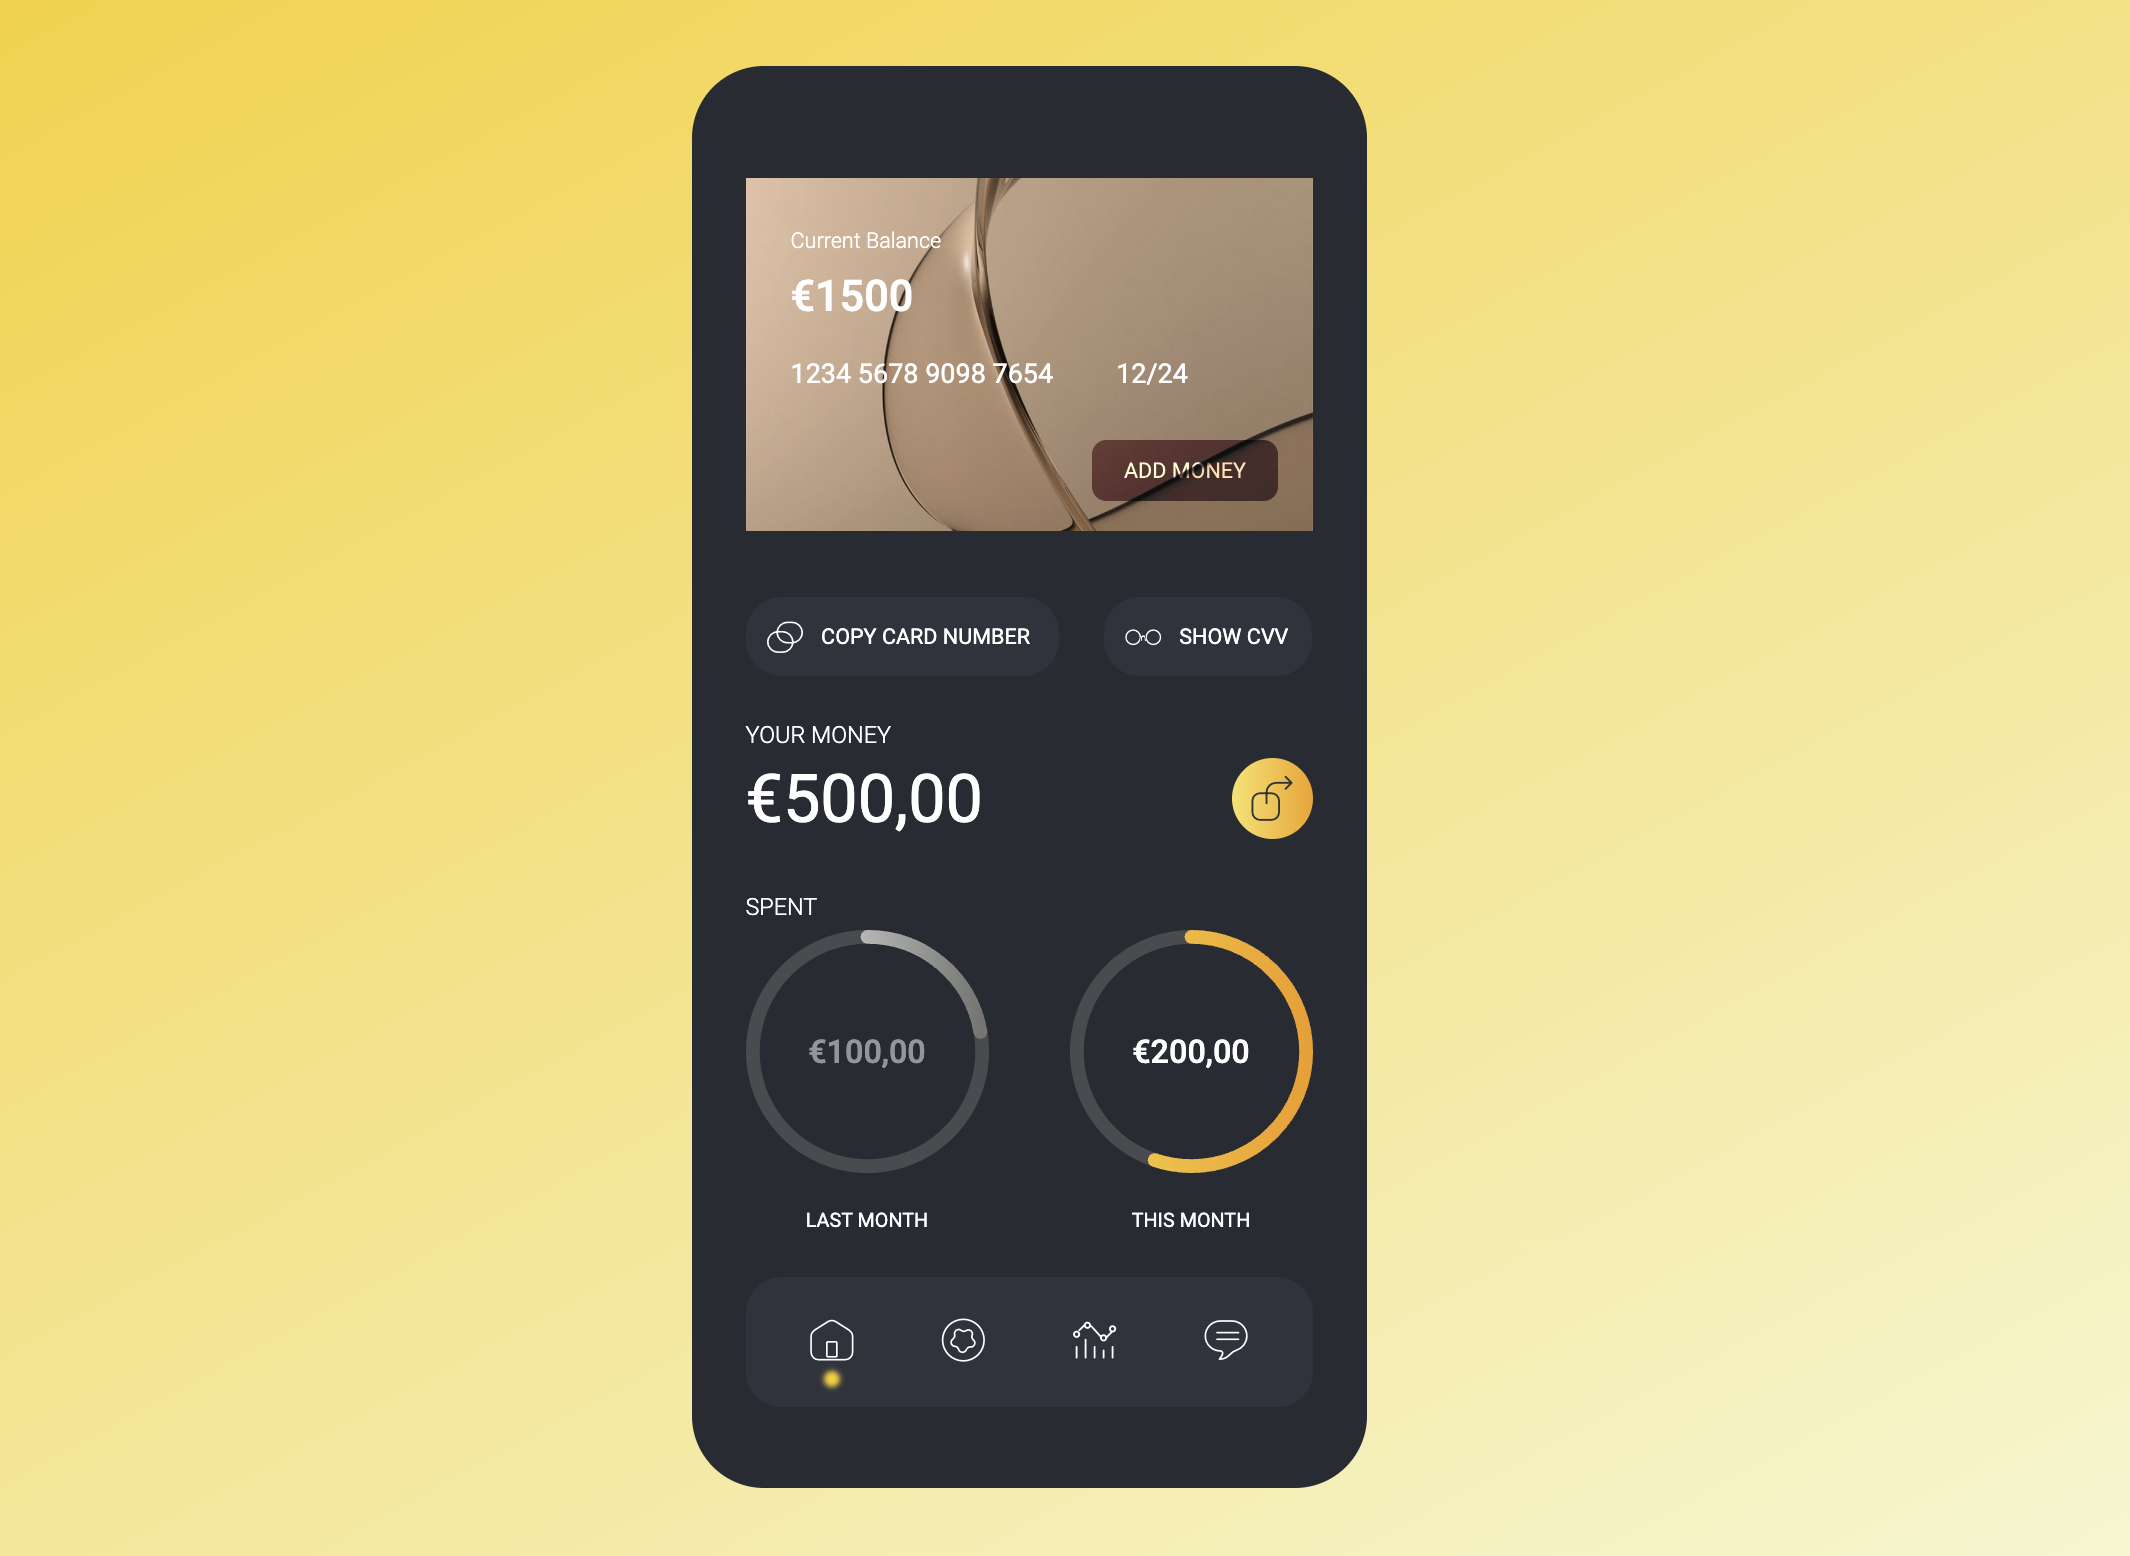 Current Balance
€1500
1234 5678 9098 7654 12/24
ADD MONEY
COPY CARD NUMBER
SHOW CVV
YOUR MONEY
€500,00
SPENT
€100,00
€200,00
LAST MONTH
THIS MONTH